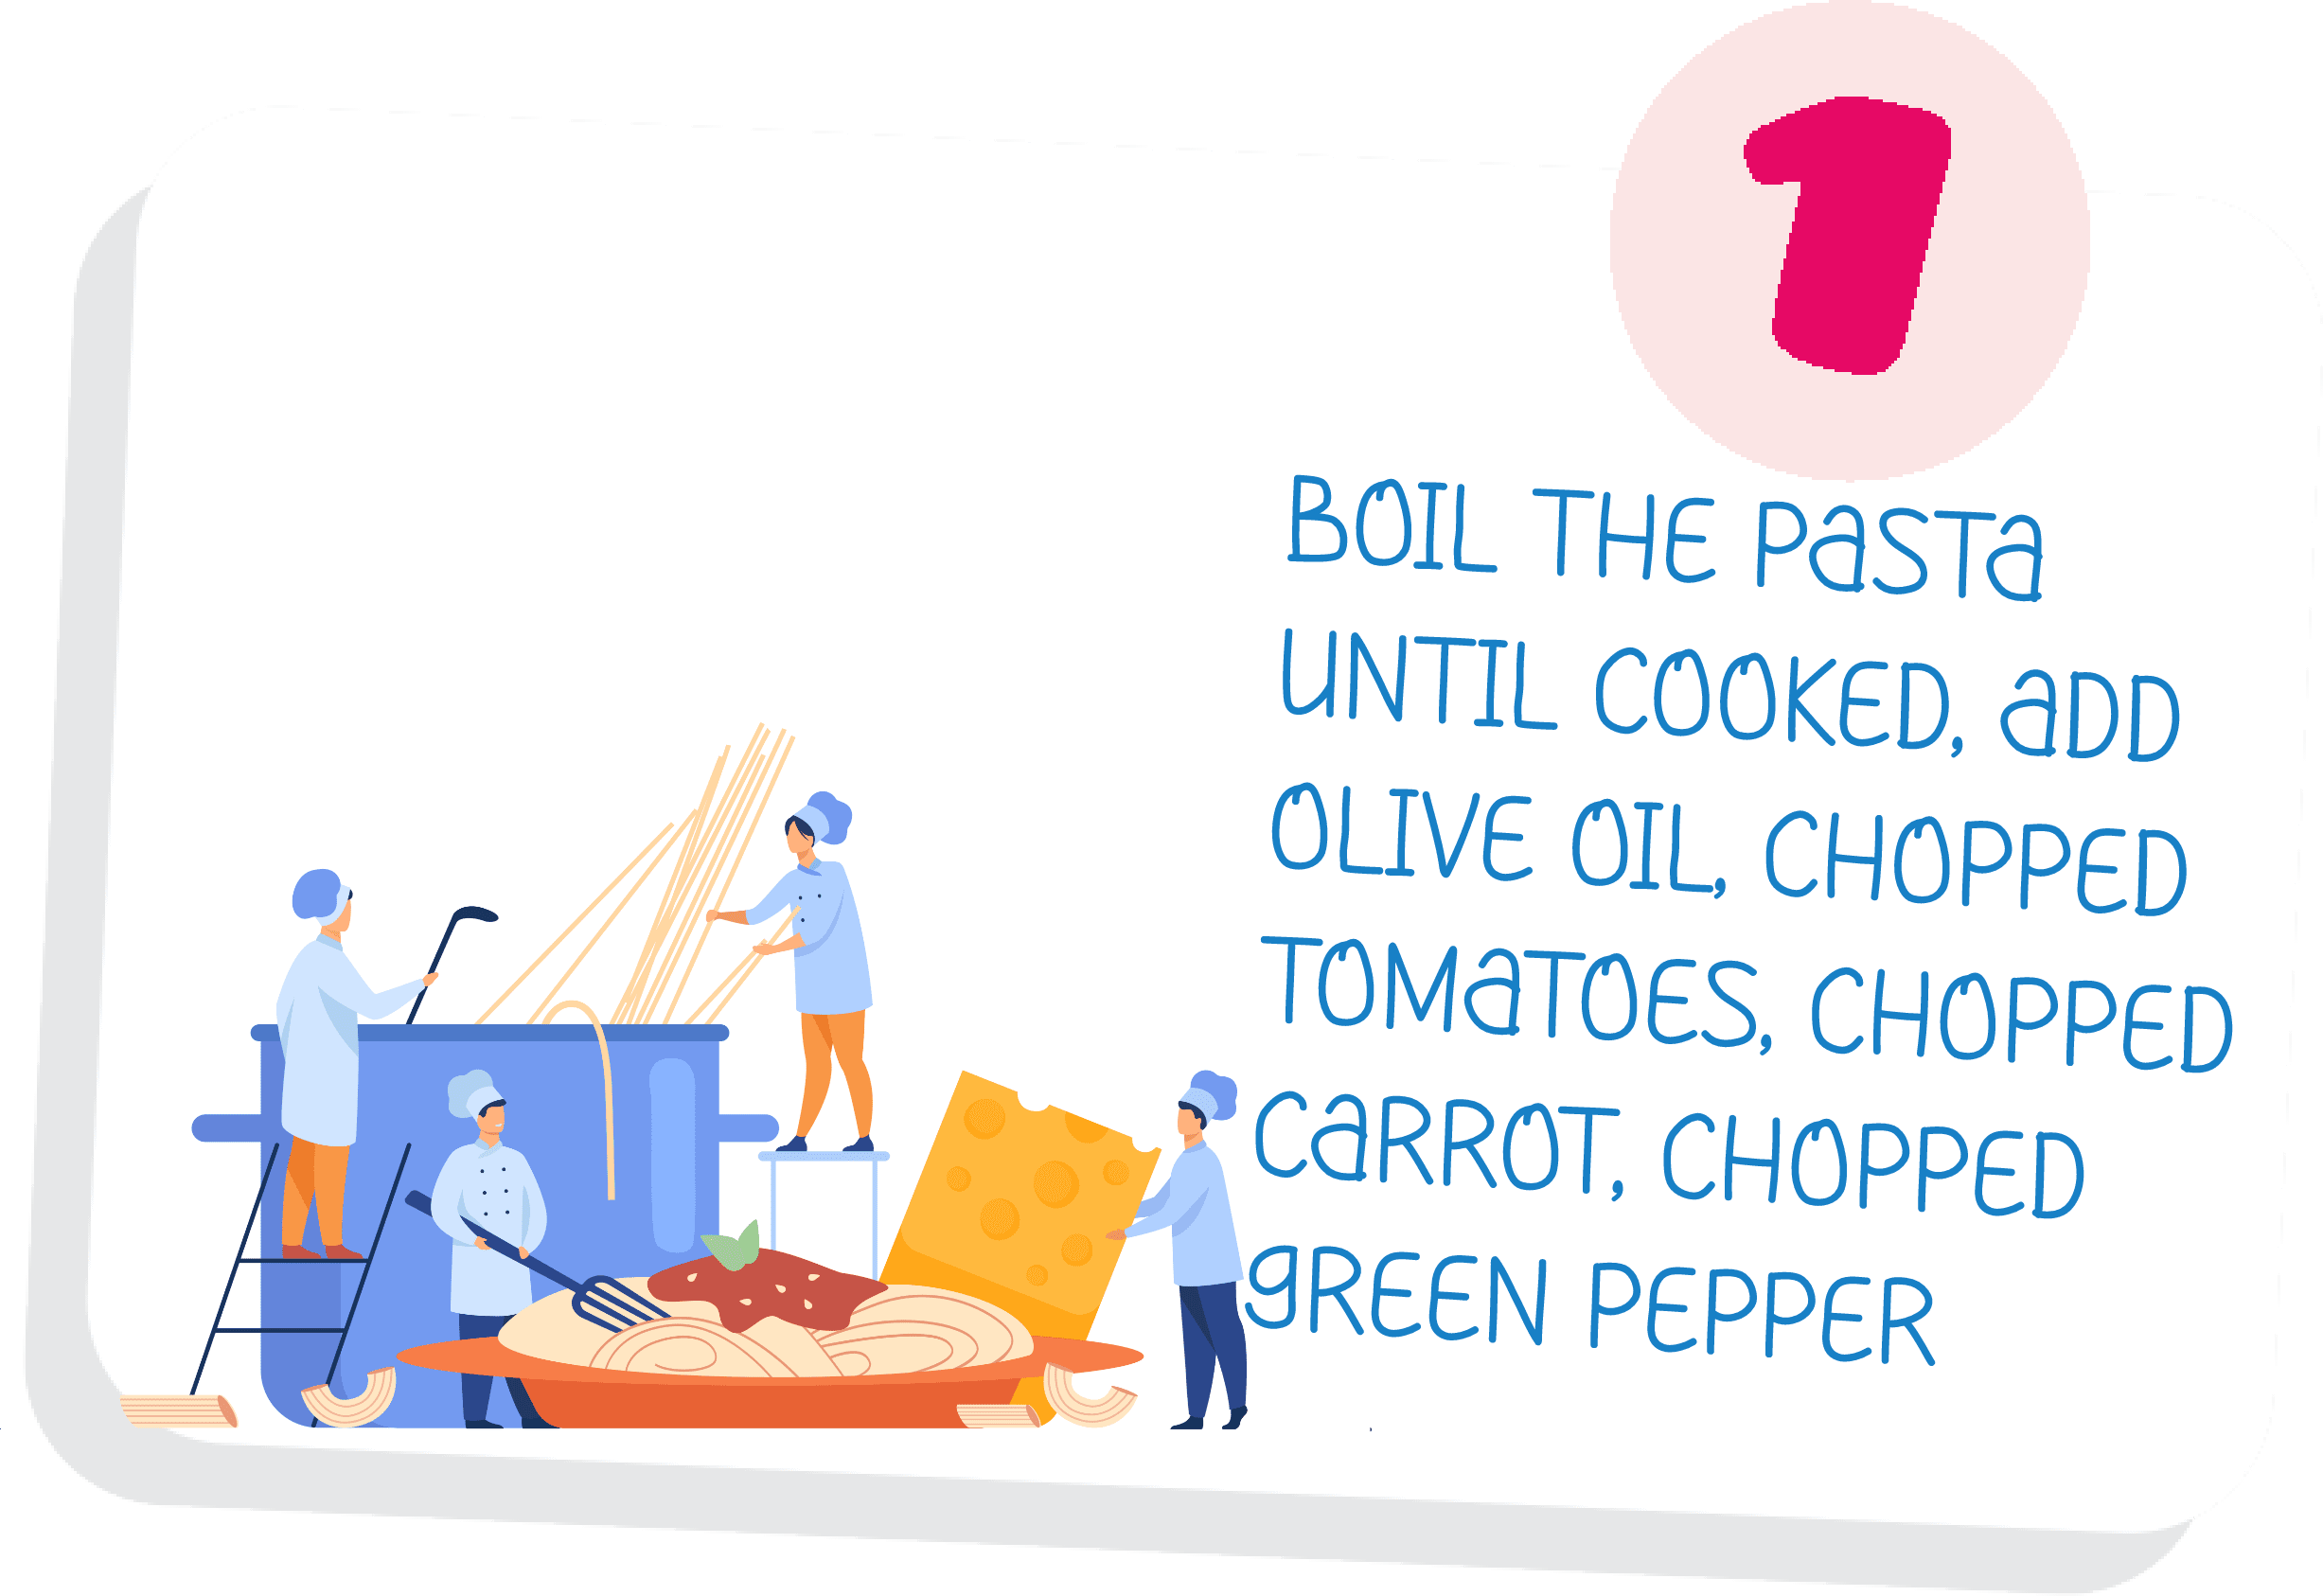 1
BOIL THE PaSTa
UNTIL COOKED, aDD
OLIVE OIL, CHOPPED
TOMaTOES, CHOPPED
CaRROT, CHOPPED
gREEN PEPPER